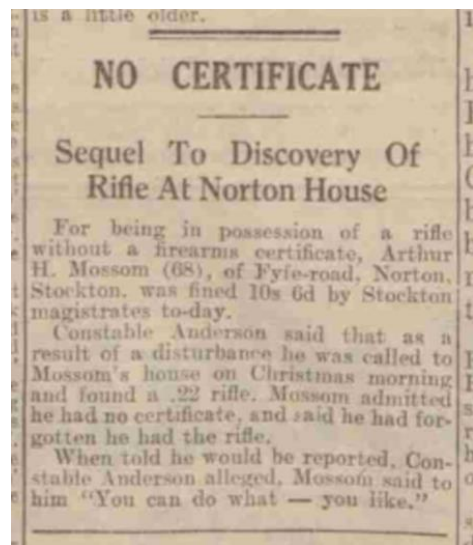 is a little older.
NO CERTIFICATE
Sequel To Discovery Of
Rifle At Norton House
For being in possession of a rifle
without a firearms certificate, Arthur
H. Mossom (68), of Fyfe-road, Norton,
Stockton, was fined 10s 6d by Stockton
magistrates to-day.
Constable Anderson said that as a
result of a disturbance he was called to
Mossom's house on Christmas morning
and found a .22 rifle. Mossom admitted
he had no certificate, and said he had for-
gotten he had the rifle.
When told he would be reported, Con-
stable Anderson alleged, Mossom said to
him "You can do what — you like."